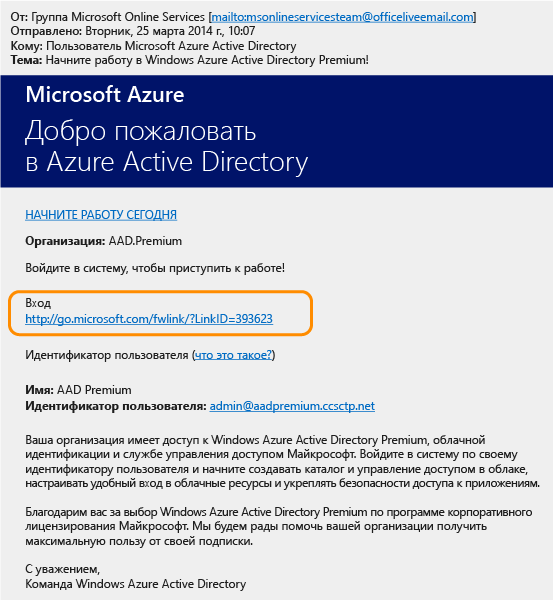 От: Группа Microsoft Online Services [mailto:msonlineservicesteam@officeliveemail.com]
Отправлено: Вторник, 25 марта 2014 г., 10:07
Кому: Пользователь Microsoft Azure Active Directory
Тема: Начните работу в Windows Azure Active Directory Premium!
Microsoft Azure
Добро пожаловать
в Azure Active Directory
НАЧНИТЕ РАБОТУ СЕГОДНЯ
Организация: AAD.Premium
Войдите в систему, чтобы приступить к работе!
Вход
http://go.microsoft.com/fwlink/?LinkID=393623
Идентификатор пользователя (что это такое?)
Имя: AAD Premium
Идентификатор пользователя: admin@aadpremium.ccsctp.net
Ваша организация имеет доступ к Windows Azure Active Directory Premium, облачной
идентификации и службе управления доступом Майкрософт. Войдите в систему по своему
идентификатору пользователя и начните создавать каталог и управление доступом в облаке,
настраивать удобный вход в облачные ресурсы и укреплять безопасности доступа к приложениям.
Благодарим вас за выбор Windows Azure Active Directory Premium по программе корпоративного
лицензирования Майкрософт. Мы будем рады помочь вашей организации получить
максимальную пользу от своей подписки.
С уважением,
Команда Windows Azure Active Directory